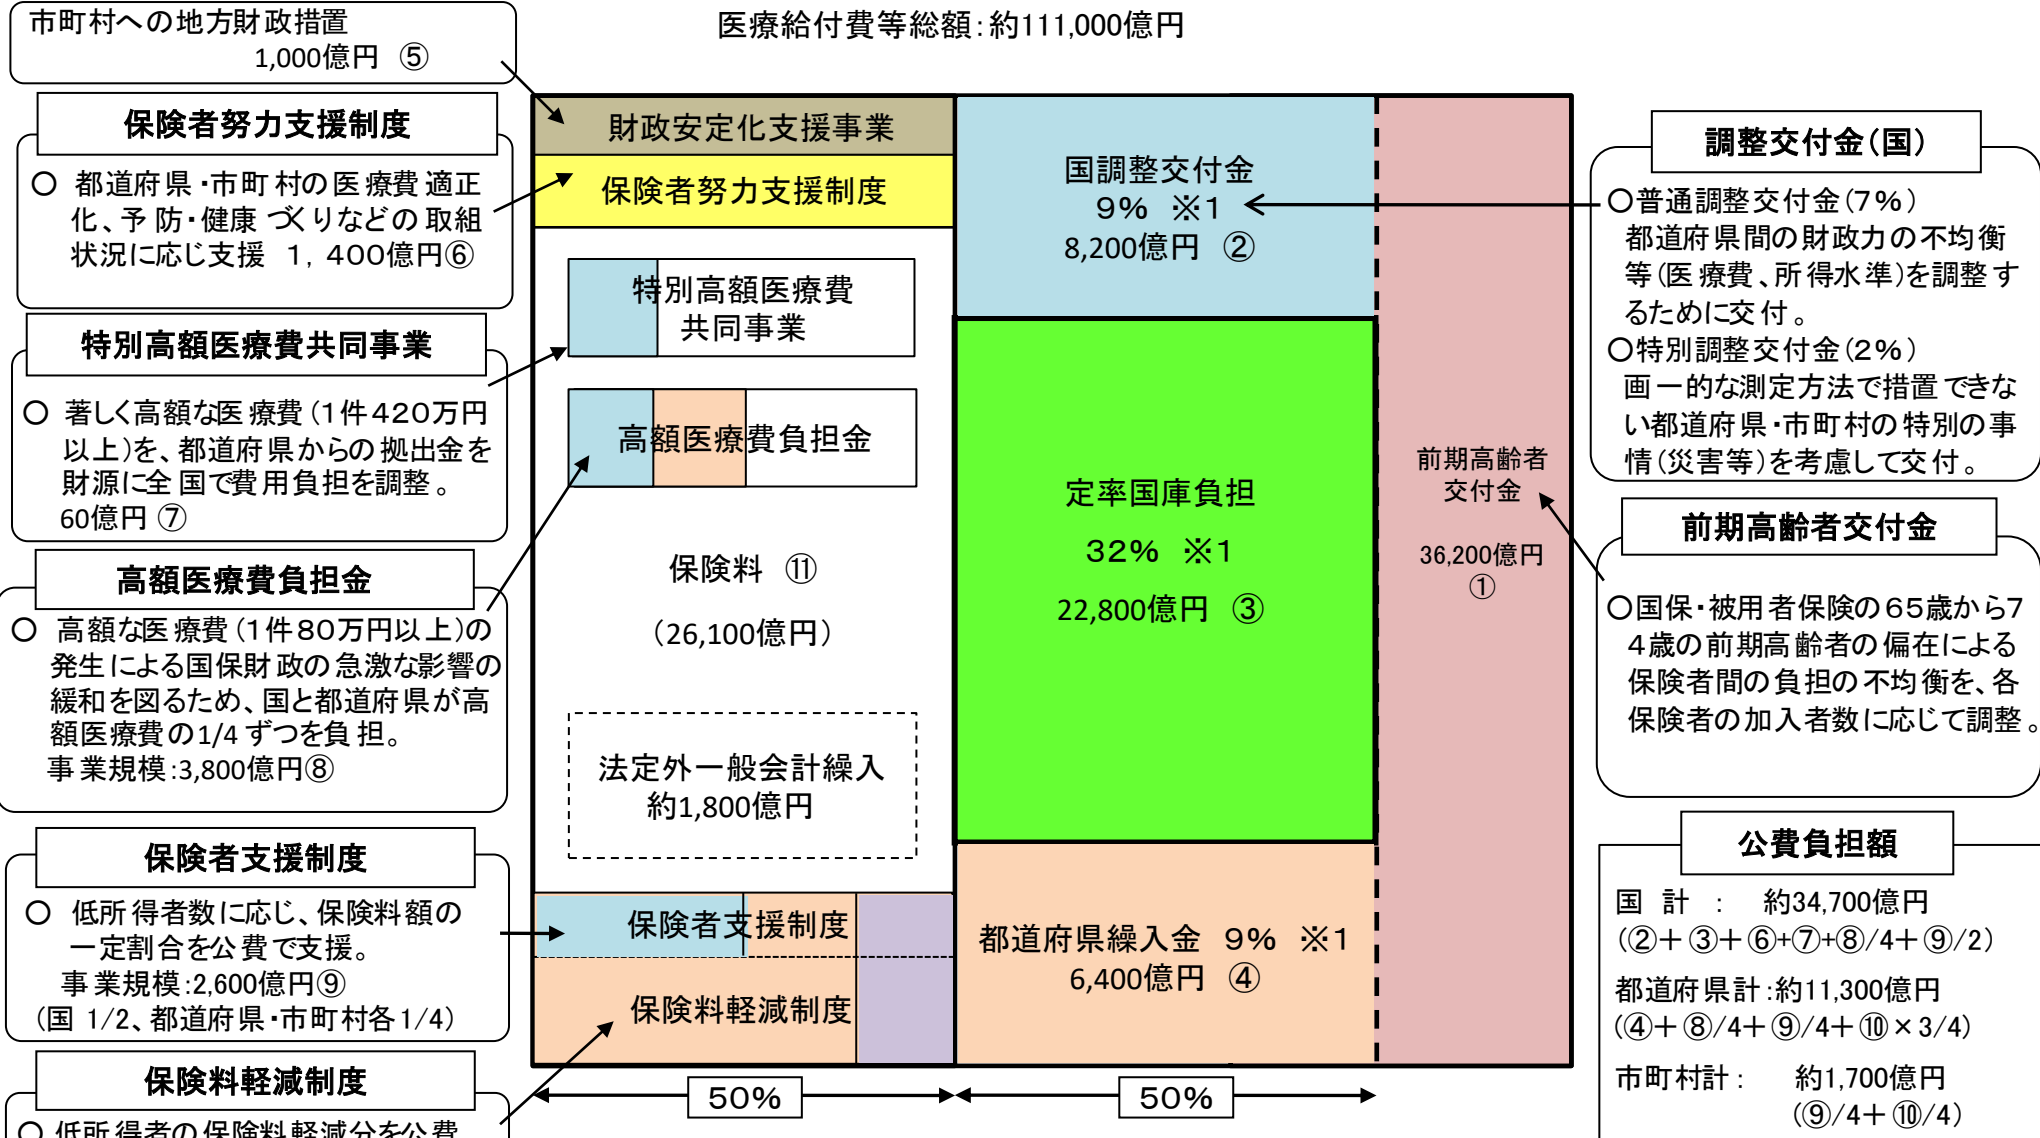 医療給付費等総額：約111,000億円
市町村への地方財政措置
1,000億円 ⑤
保険者努力支援制度
○ 都道府県・市町村の医療費適正
化、予防・健康づくりなどの取組
状況に応じ支援 １，４００億円⑥
特別高額医療費共同事業
○ 著しく高額な医療費（１件４２０万円
以上）を、都道府県からの拠出金を
財源に全国で費用負担を調整。
60億円 ⑦
高額医療費負担金
○ 高額な医療費（１件８０万円以上）の
発生による国保財政の急激な影響の
緩和を図るため、国と都道府県が高
額医療費の1/4ずつを負担。
事業規模：3,800億円⑧
保険者支援制度
○ 低所得者数に応じ、保険料額の
一定割合を公費で支援。
事業規模：2,600億円⑨
（国 1/2、都道府県・市町村各1/4）
保険料軽減制度
○ 低所得者の保険料軽減分を公費
財政安定化支援事業
保険者努力支援制度
特別高額医療費
共同事業
高額医療費負担金
保険料 ⑪
（26,100億円）
法定外一般会計繰入
約1,800億円
保険者支援制度
保険料軽減制度
５０％
国調整交付金
９％ ※１
8,200億円 ②
定率国庫負担
３２％ ※１
22,800億円 ③
都道府県繰入金 ９％ ※１
6,400億円 ④
５０％
前期高齢者
交付金
36,200億円
①
調整交付金（国）
○普通調整交付金（７％）
都道府県間の財政力の不均衡
等（医療費、所得水準）を調整す
るために交付。
○特別調整交付金（２％）
画一的な測定方法で措置できな
い都道府県・市町村の特別の事
情（災害等）を考慮して交付。
前期高齢者交付金
○国保・被用者保険の６５歳から７
４歳の前期高齢者の偏在による
保険者間の負担の不均衡を、各
保険者の加入者数に応じて調整。
公費負担額
国 計 ： 約34,700億円
（②＋③＋⑥+⑦+⑧/4＋⑨/2）
都道府県計：約11,300億円
（④＋⑧/4＋⑨/4＋⑩×3/4）
市町村計： 約1,700億円
（⑨/4＋⑩/4）